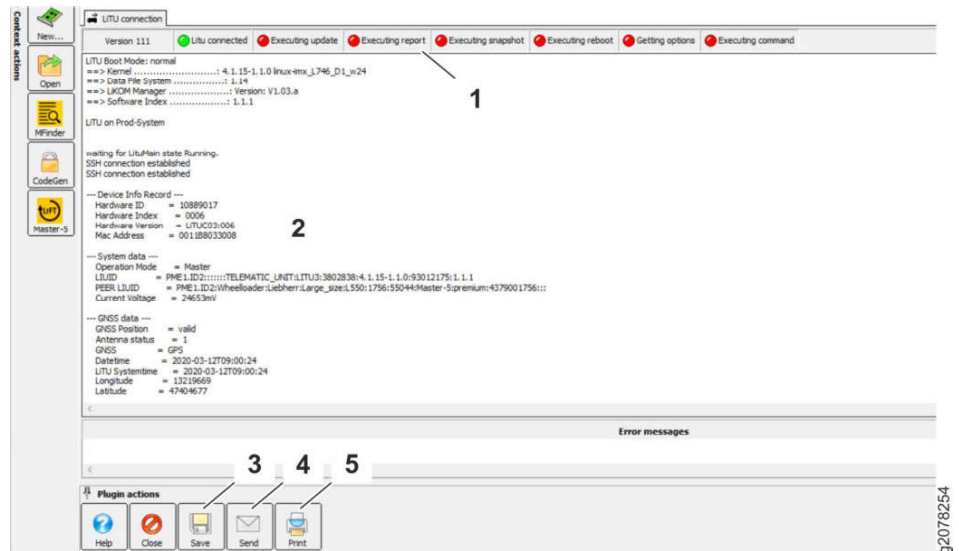 Context actions
New...
Open
MFinder
CodeGen
LiFT
Master-5
LiTU connection
Version 111
Litu connected
Executing update
Executing report
Executing snapshot
Executing reboot
Getting options
Executing command
1
LiTU Boot Mode: normal
==> Kernel ...........................: 4.1.15-1.1.0 linux-imx_L746_D1_w24
==> Data File System ................: 1.14
==> LiKOM Manager ...................: Version: V1.03.a
==> Software Index ..................: 1.1.1
LiTU on Prod-System
waiting for LituMain state Running.
SSH connection established
SSH connection established
--- Device Info Record ---
Hardware ID = 10889017
Hardware Index = 0006
Hardware Version = LiTUC03:006
Mac Address = 0011B8033008
2
--- System data ---
Operation Mode = Master
LIUID = PME1.ID2:::::::TELEMATIC_UNIT:LITU3:3802838:4.1.15-1.1.0:93012175:1.1.1
PEER LIUID = PME1.ID2:Wheelloader:Liebherr:Large_size:L550:1756:55044:Master-5:premium:4379001756:::
Current Voltage = 24653mV
--- GNSS data ---
GNSS Position = valid
Antenna status = 1
GNSS = GPS
Datetime = 2020-03-12T09:00:24
LiTU Systemtime = 2020-03-12T09:00:24
Longitude = 13219669
Latitude = 47404677
Error messages
3 4 5
Plugin actions
Help
Close
Save
Send
Print
g2078254